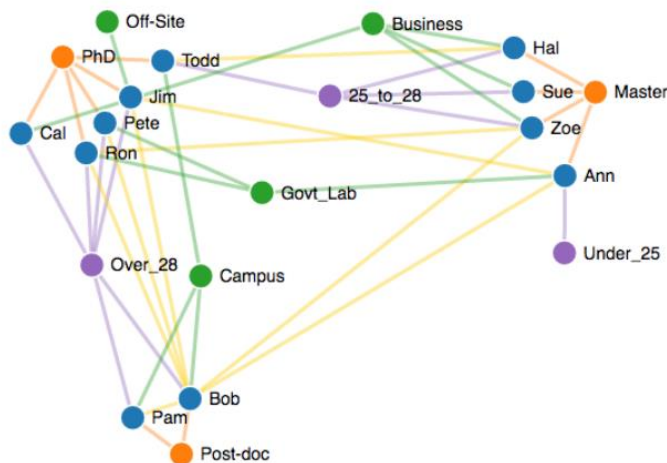 Off-Site
Business
PhD
Todd
Hal
Jim
25_to_28
Sue
Master
Pete
Cal
Zoe
Ron
Ann
Govt_Lab
Over_28
Under_25
Campus
Bob
Pam
Post-doc